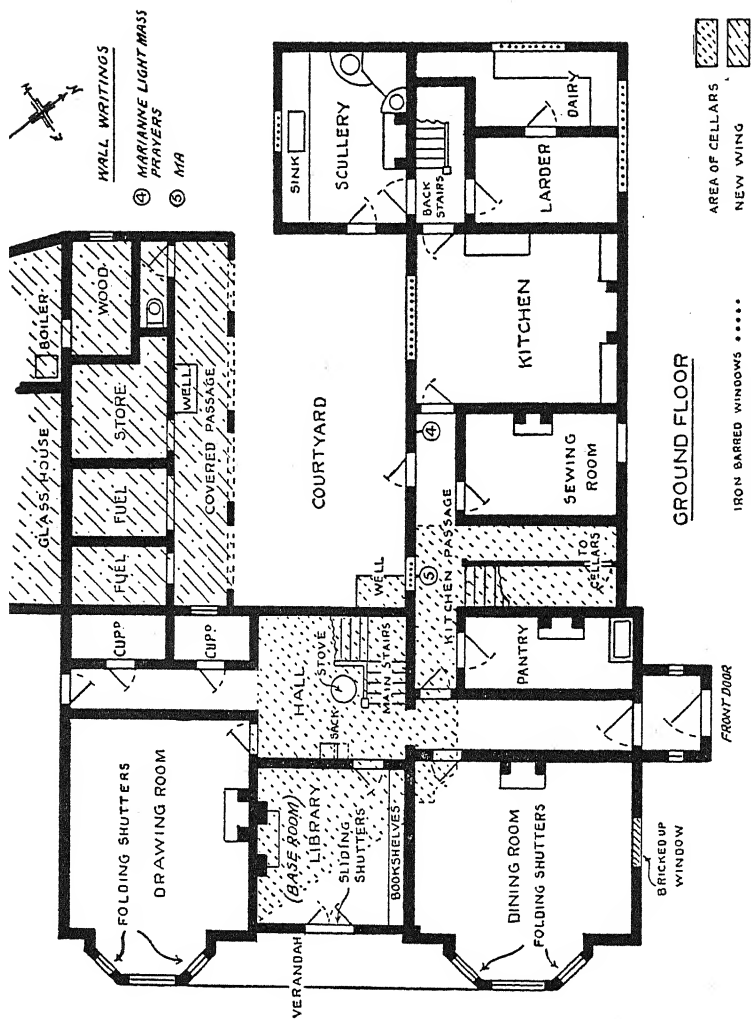 N
WALL WRITINGS
④ MARIANNE LIGHT MASS
PRAYERS
⑤ MA
GLASS HOUSE
BOILER
WOOD
STORE
FUEL
FUEL
WELL
COVERED PASSAGE
CUPD
CUPD
COURTYARD
WELL
SINK
SCULLERY
BACK
STAIRS
DAIRY
LARDER
KITCHEN
④
KITCHEN PASSAGE
⑤
SEWING
ROOM
TO
CELLARS
PANTRY
HALL
STOVE
SACK
MAIN STAIRS
FOLDING SHUTTERS
DRAWING ROOM
(BASE ROOM)
LIBRARY
SLIDING
SHUTTERS
BOOKSHELVES
VERANDAH
DINING ROOM
FOLDING SHUTTERS
BRICKED UP
WINDOW
FRONT DOOR
GROUND FLOOR
IRON BARRED WINDOWS
AREA OF CELLARS
NEW WING